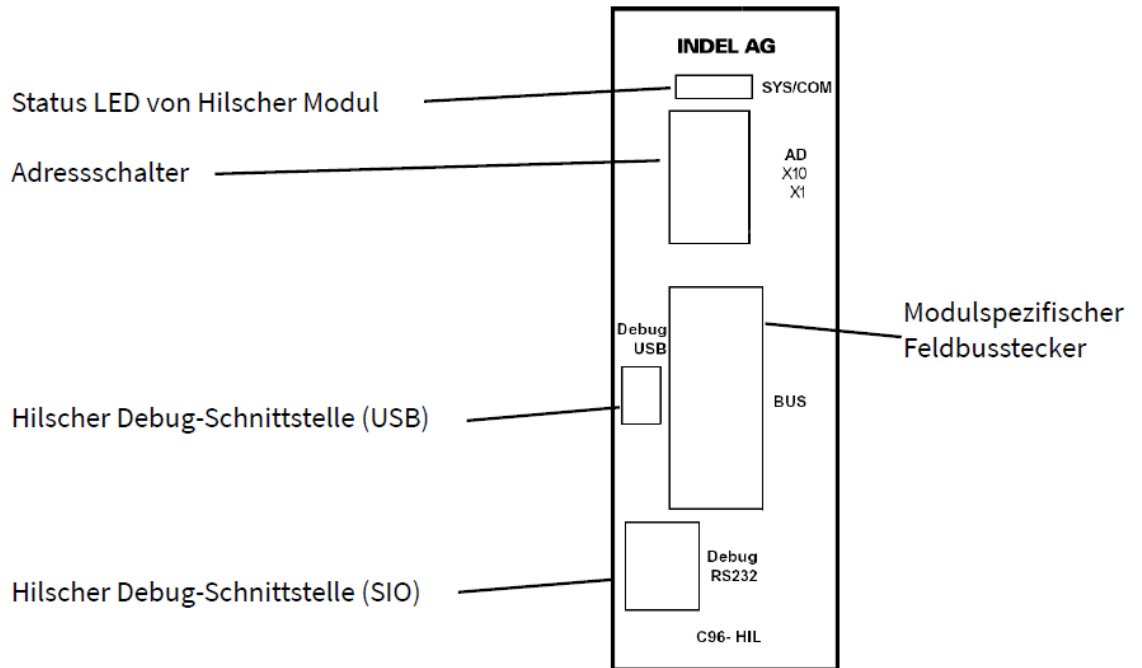 INDEL AG
Status LED von Hilscher Modul
SYS/COM
Adressschalter
AD
X10
X1
Modulspezifischer
Feldbusstecker
Debug
USB
BUS
Hilscher Debug-Schnittstelle (USB)
Debug
RS232
Hilscher Debug-Schnittstelle (SIO)
C96- HIL